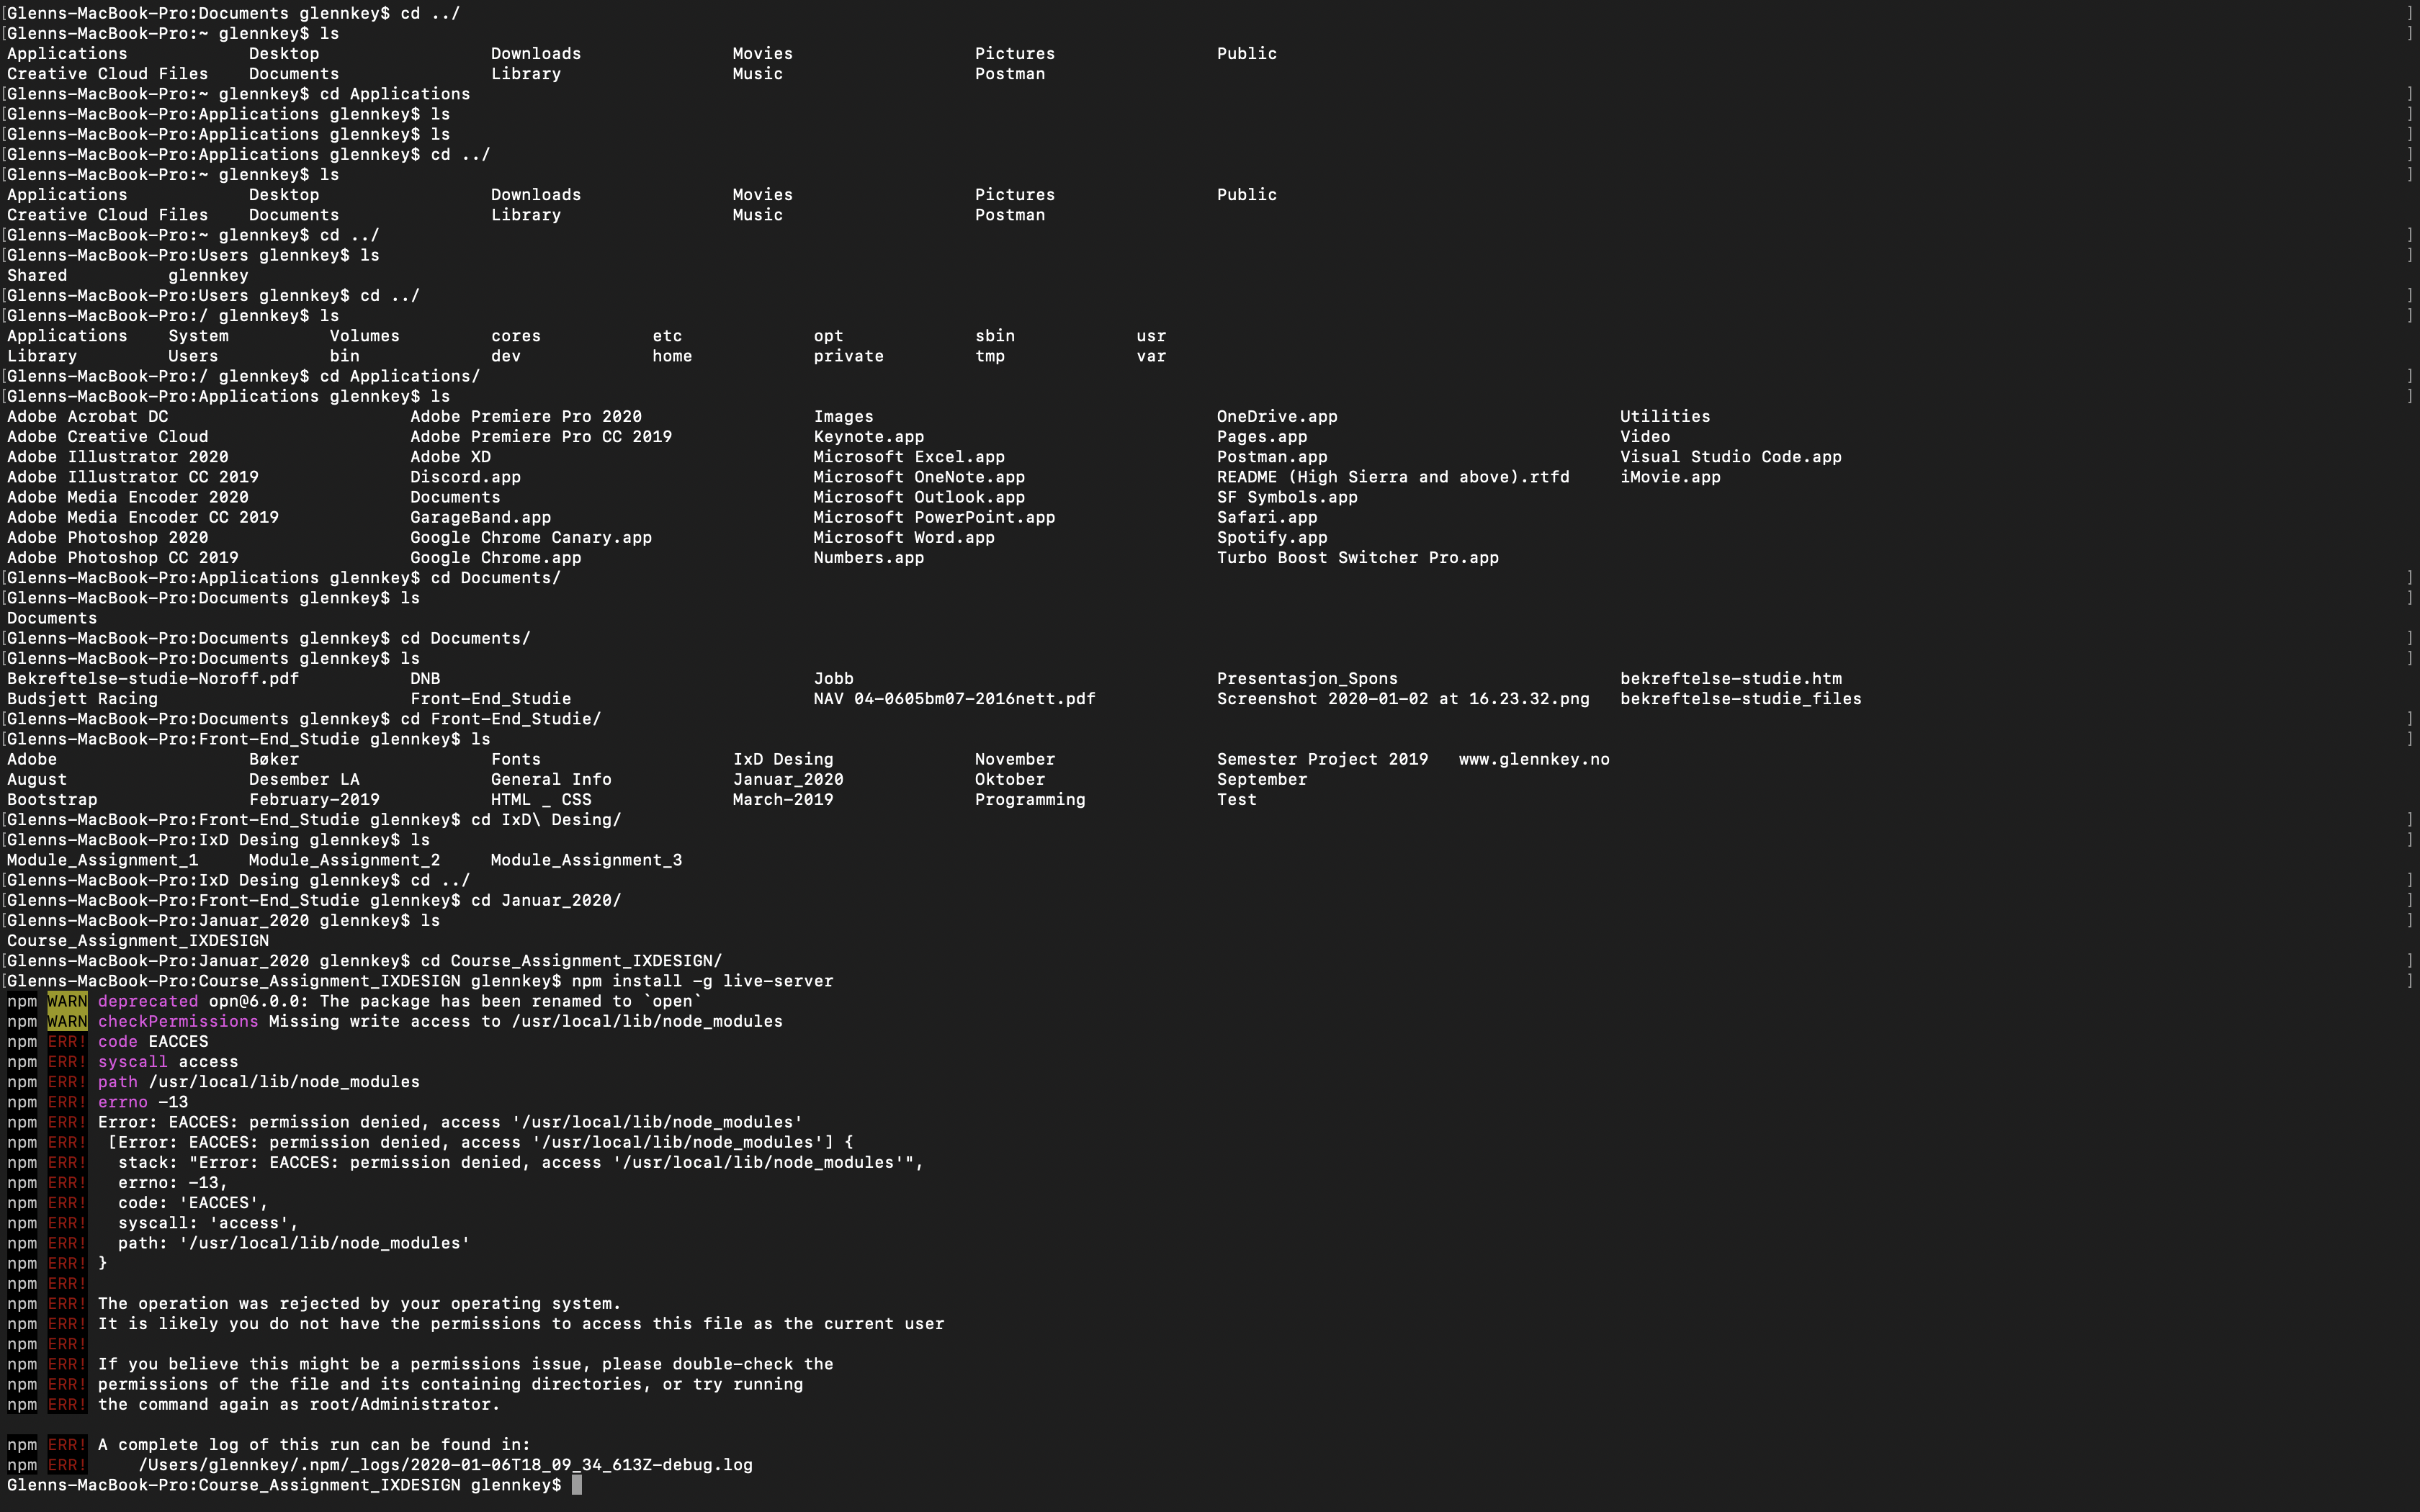 [Glenns-MacBook-Pro:Documents glennkey$ cd ../ ]
[Glenns-MacBook-Pro:~ glennkey$ ls ]
Applications Desktop Downloads Movies Pictures Public
Creative Cloud Files Documents Library Music Postman
[Glenns-MacBook-Pro:~ glennkey$ cd Applications ]
[Glenns-MacBook-Pro:Applications glennkey$ ls ]
[Glenns-MacBook-Pro:Applications glennkey$ ls ]
[Glenns-MacBook-Pro:Applications glennkey$ cd ../ ]
[Glenns-MacBook-Pro:~ glennkey$ ls ]
Applications Desktop Downloads Movies Pictures Public
Creative Cloud Files Documents Library Music Postman
[Glenns-MacBook-Pro:~ glennkey$ cd ../ ]
[Glenns-MacBook-Pro:Users glennkey$ ls ]
Shared glennkey
[Glenns-MacBook-Pro:Users glennkey$ cd ../ ]
[Glenns-MacBook-Pro:/ glennkey$ ls ]
Applications System Volumes cores etc opt sbin usr
Library Users bin dev home private tmp var
[Glenns-MacBook-Pro:/ glennkey$ cd Applications/ ]
[Glenns-MacBook-Pro:Applications glennkey$ ls ]
Adobe Acrobat DC Adobe Premiere Pro 2020 Images OneDrive.app Utilities
Adobe Creative Cloud Adobe Premiere Pro CC 2019 Keynote.app Pages.app Video
Adobe Illustrator 2020 Adobe XD Microsoft Excel.app Postman.app Visual Studio Code.app
Adobe Illustrator CC 2019 Discord.app Microsoft OneNote.app README (High Sierra and above).rtfd iMovie.app
Adobe Media Encoder 2020 Documents Microsoft Outlook.app SF Symbols.app
Adobe Media Encoder CC 2019 GarageBand.app Microsoft PowerPoint.app Safari.app
Adobe Photoshop 2020 Google Chrome Canary.app Microsoft Word.app Spotify.app
Adobe Photoshop CC 2019 Google Chrome.app Numbers.app Turbo Boost Switcher Pro.app
[Glenns-MacBook-Pro:Applications glennkey$ cd Documents/ ]
[Glenns-MacBook-Pro:Documents glennkey$ ls ]
Documents
[Glenns-MacBook-Pro:Documents glennkey$ cd Documents/ ]
[Glenns-MacBook-Pro:Documents glennkey$ ls ]
Bekreftelse-studie-Noroff.pdf DNB Jobb Presentasjon_Spons bekreftelse-studie.htm
Budsjett Racing Front-End_Studie NAV 04-0605bm07-2016nett.pdf Screenshot 2020-01-02 at 16.23.32.png bekreftelse-studie_files
[Glenns-MacBook-Pro:Documents glennkey$ cd Front-End_Studie/ ]
[Glenns-MacBook-Pro:Front-End_Studie glennkey$ ls ]
Adobe Bøker Fonts IxD Desing November Semester Project 2019 www.glennkey.no
August Desember LA General Info Januar_2020 Oktober September
Bootstrap February-2019 HTML _ CSS March-2019 Programming Test
[Glenns-MacBook-Pro:Front-End_Studie glennkey$ cd IxD\ Desing/ ]
[Glenns-MacBook-Pro:IxD Desing glennkey$ ls ]
Module_Assignment_1 Module_Assignment_2 Module_Assignment_3
[Glenns-MacBook-Pro:IxD Desing glennkey$ cd ../ ]
[Glenns-MacBook-Pro:Front-End_Studie glennkey$ cd Januar_2020/ ]
[Glenns-MacBook-Pro:Januar_2020 glennkey$ ls ]
Course_Assignment_IXDESIGN
[Glenns-MacBook-Pro:Januar_2020 glennkey$ cd Course_Assignment_IXDESIGN/ ]
[Glenns-MacBook-Pro:Course_Assignment_IXDESIGN glennkey$ npm install -g live-server ]
npm WARN deprecated opn@6.0.0: The package has been renamed to `open`
npm WARN checkPermissions Missing write access to /usr/local/lib/node_modules
npm ERR! code EACCES
npm ERR! syscall access
npm ERR! path /usr/local/lib/node_modules
npm ERR! errno -13
npm ERR! Error: EACCES: permission denied, access '/usr/local/lib/node_modules'
npm ERR! [Error: EACCES: permission denied, access '/usr/local/lib/node_modules'] {
npm ERR! stack: "Error: EACCES: permission denied, access '/usr/local/lib/node_modules'",
npm ERR! errno: -13,
npm ERR! code: 'EACCES',
npm ERR! syscall: 'access',
npm ERR! path: '/usr/local/lib/node_modules'
npm ERR! }
npm ERR!
npm ERR! The operation was rejected by your operating system.
npm ERR! It is likely you do not have the permissions to access this file as the current user
npm ERR!
npm ERR! If you believe this might be a permissions issue, please double-check the
npm ERR! permissions of the file and its containing directories, or try running
npm ERR! the command again as root/Administrator.
npm ERR! A complete log of this run can be found in:
npm ERR! /Users/glennkey/.npm/_logs/2020-01-06T18_09_34_613Z-debug.log
Glenns-MacBook-Pro:Course_Assignment_IXDESIGN glennkey$